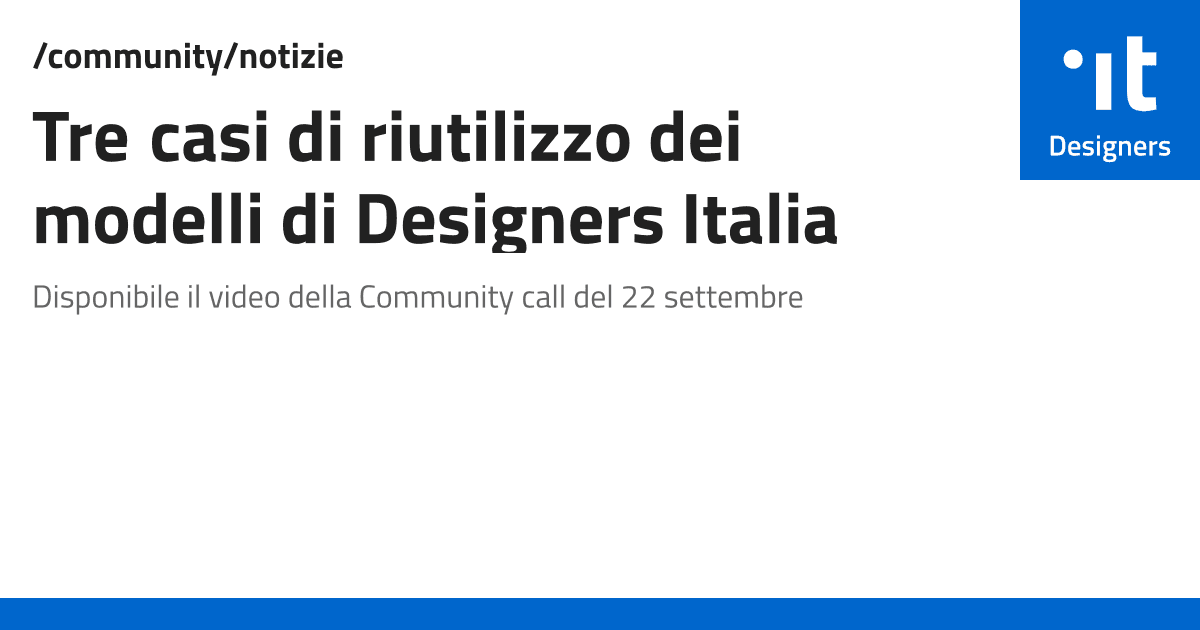 /community/notizie
Tre casi di riutilizzo dei
modelli di Designers Italia
Disponibile il video della Community call del 22 settembre
it
Designers